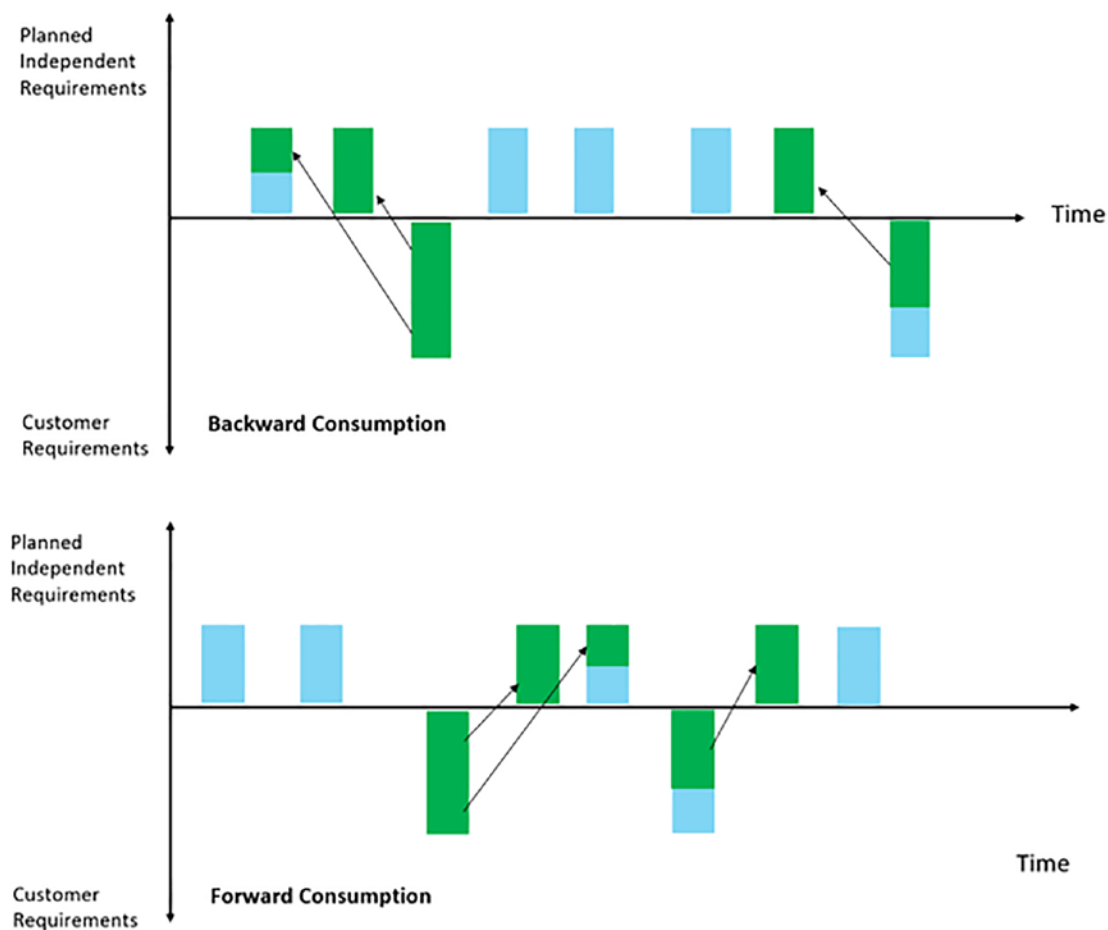 Planned
Independent
Requirements
Time
Customer
Requirements
Backward Consumption
Planned
Independent
Requirements
Time
Customer
Requirements
Forward Consumption